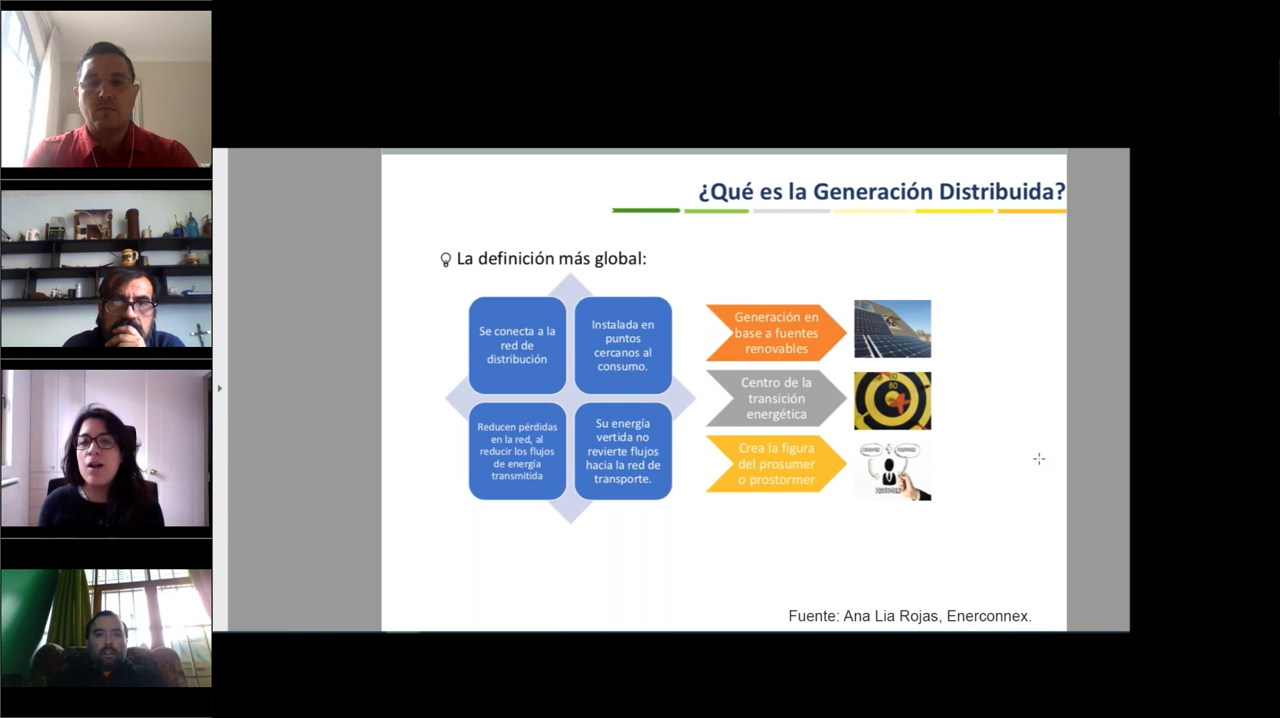 ¿Qué es la Generación Distribuida?
La definición más global:
Se conecta a la
red de
distribución
Instalada en
puntos
cercanos al
consumo.
Reducen pérdidas
en la red, al
reducir los flujos
de energía
transmitida
Su energía
vertida no
revierte flujos
hacia la red de
transporte.
Generación en
base a fuentes
renovables
Centro de la
transición
energética
Crea la figura
del prosumer
o prostormer
80
Fuente: Ana Lia Rojas, Enerconnex.